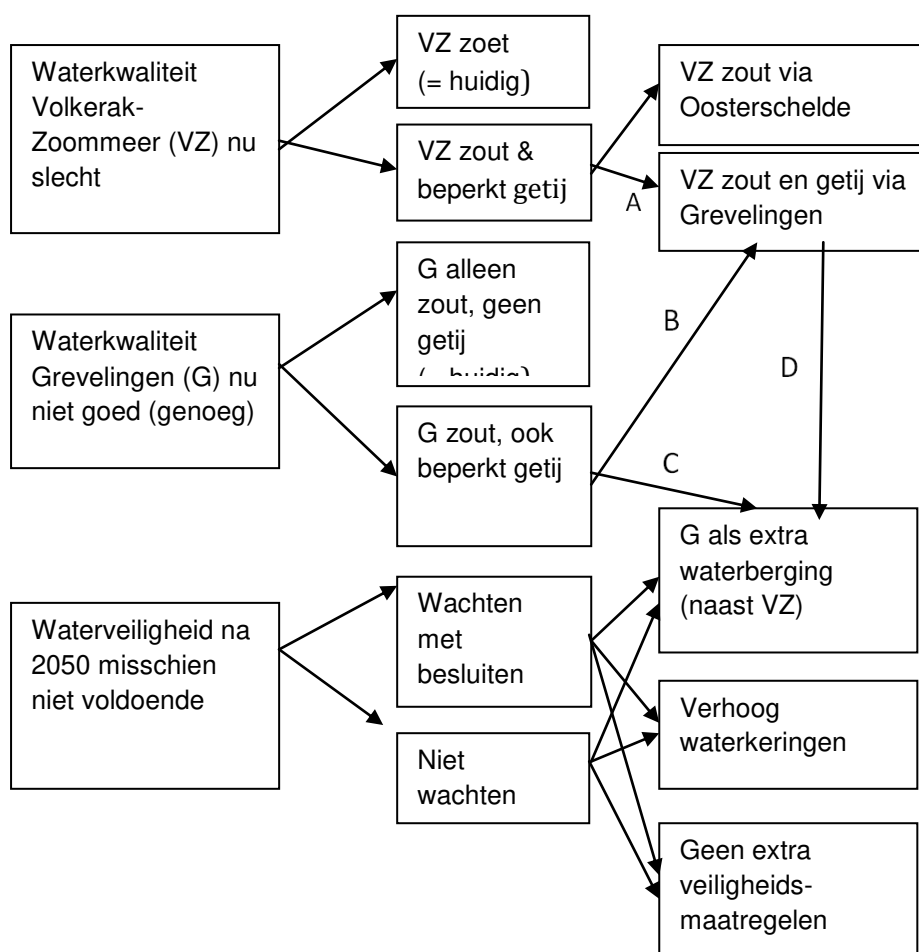 Waterkwaliteit
Volkerak-
Zoommeer (VZ) nu
slecht
VZ zoet
(= huidig)
VZ zout &
beperkt getij
VZ zout via
Oosterschelde
VZ zout en getij via
Grevelingen
A
B
C
D
Waterkwaliteit
Grevelingen (G) nu
niet goed (genoeg)
G alleen
zout, geen
getij
(= huidig)
G zout, ook
beperkt getij
G als extra
waterberging
(naast VZ)
Waterveiligheid na
2050 misschien
niet voldoende
Wachten
met
besluiten
Niet
wachten
Verhoog
waterkeringen
Geen extra
veiligheids-
maatregelen